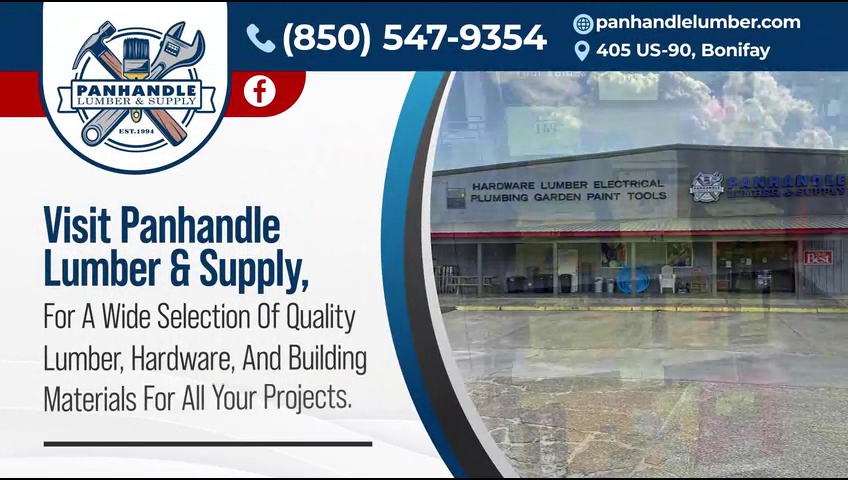 (850) 547-9354
panhandlelumber.com
405 US-90, Bonifay
PANHANDLE
LUMBER & SUPPLY
EST.1994
Visit Panhandle
Lumber & Supply,
For A Wide Selection Of Quality
Lumber, Hardware, And Building
Materials For All Your Projects.
HARDWARE LUMBER ELECTRICAL
PLUMBING GARDEN PAINT TOOLS
PANHANDLE
LUMBER & SUPPLY
Best